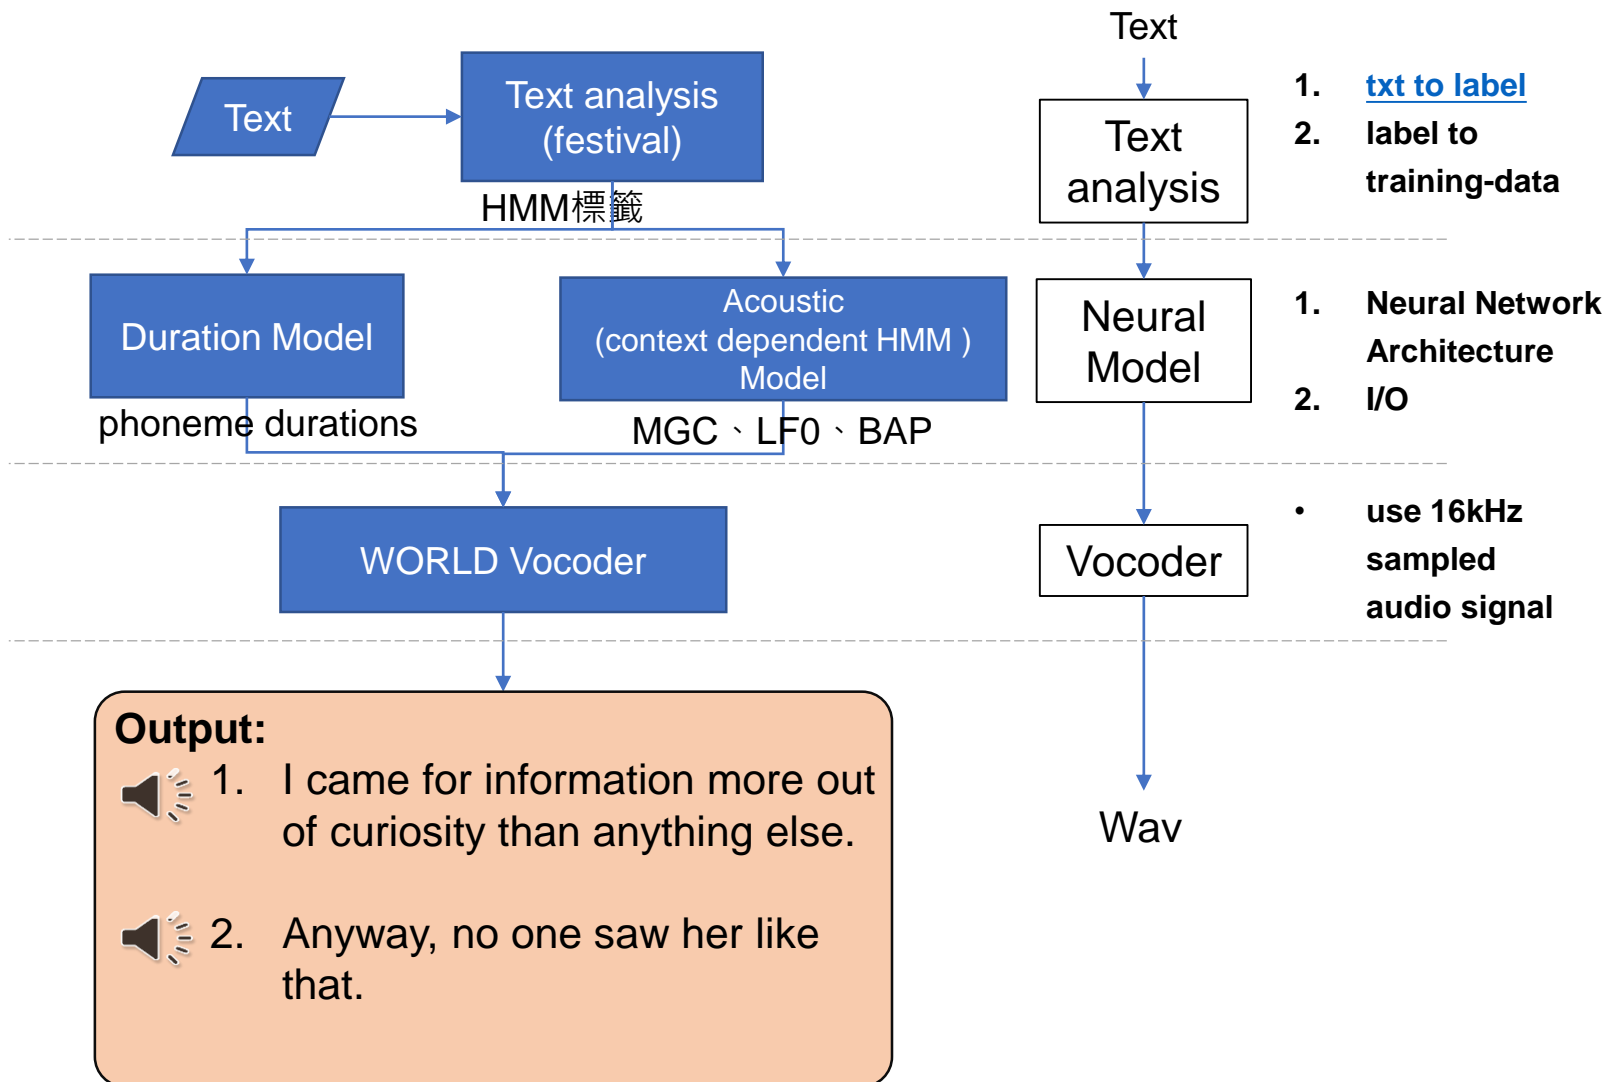 Text
Text analysis
(festival)
HMM標籤
Duration Model
Acoustic
(context dependent HMM )
Model
phoneme durations
MGC、LF0、BAP
WORLD Vocoder
Output:
1. I came for information more out
of curiosity than anything else.
2. Anyway, no one saw her like
that.
Text
Text
analysis
Neural
Model
Vocoder
Wav
1. txt to label
2. label to
training-data
1. Neural Network
Architecture
2. I/O
• use 16kHz
sampled
audio signal